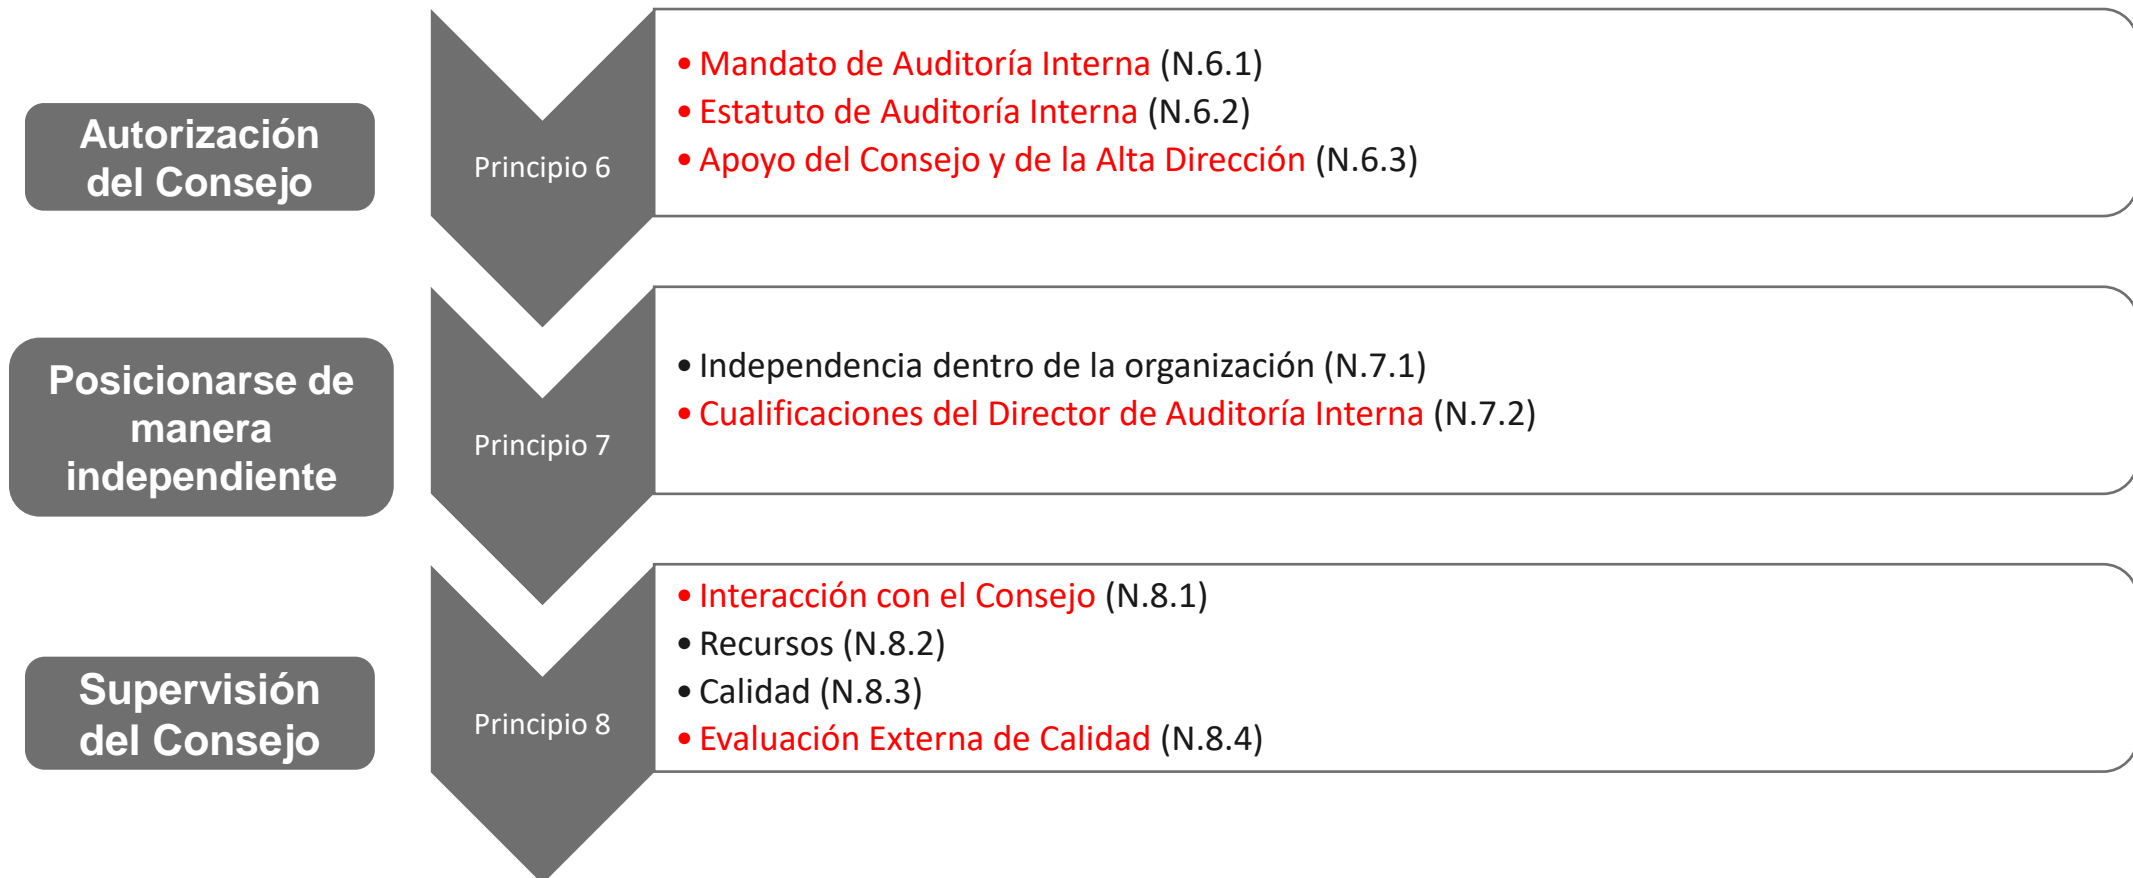 Autorización
del Consejo
Principio 6
• Mandato de Auditoría Interna (N.6.1)
• Estatuto de Auditoría Interna (N.6.2)
• Apoyo del Consejo y de la Alta Dirección (N.6.3)
Posicionarse de
manera
independiente
Principio 7
• Independencia dentro de la organización (N.7.1)
• Cualificaciones del Director de Auditoría Interna (N.7.2)
Supervisión
del Consejo
Principio 8
• Interacción con el Consejo (N.8.1)
• Recursos (N.8.2)
• Calidad (N.8.3)
• Evaluación Externa de Calidad (N.8.4)